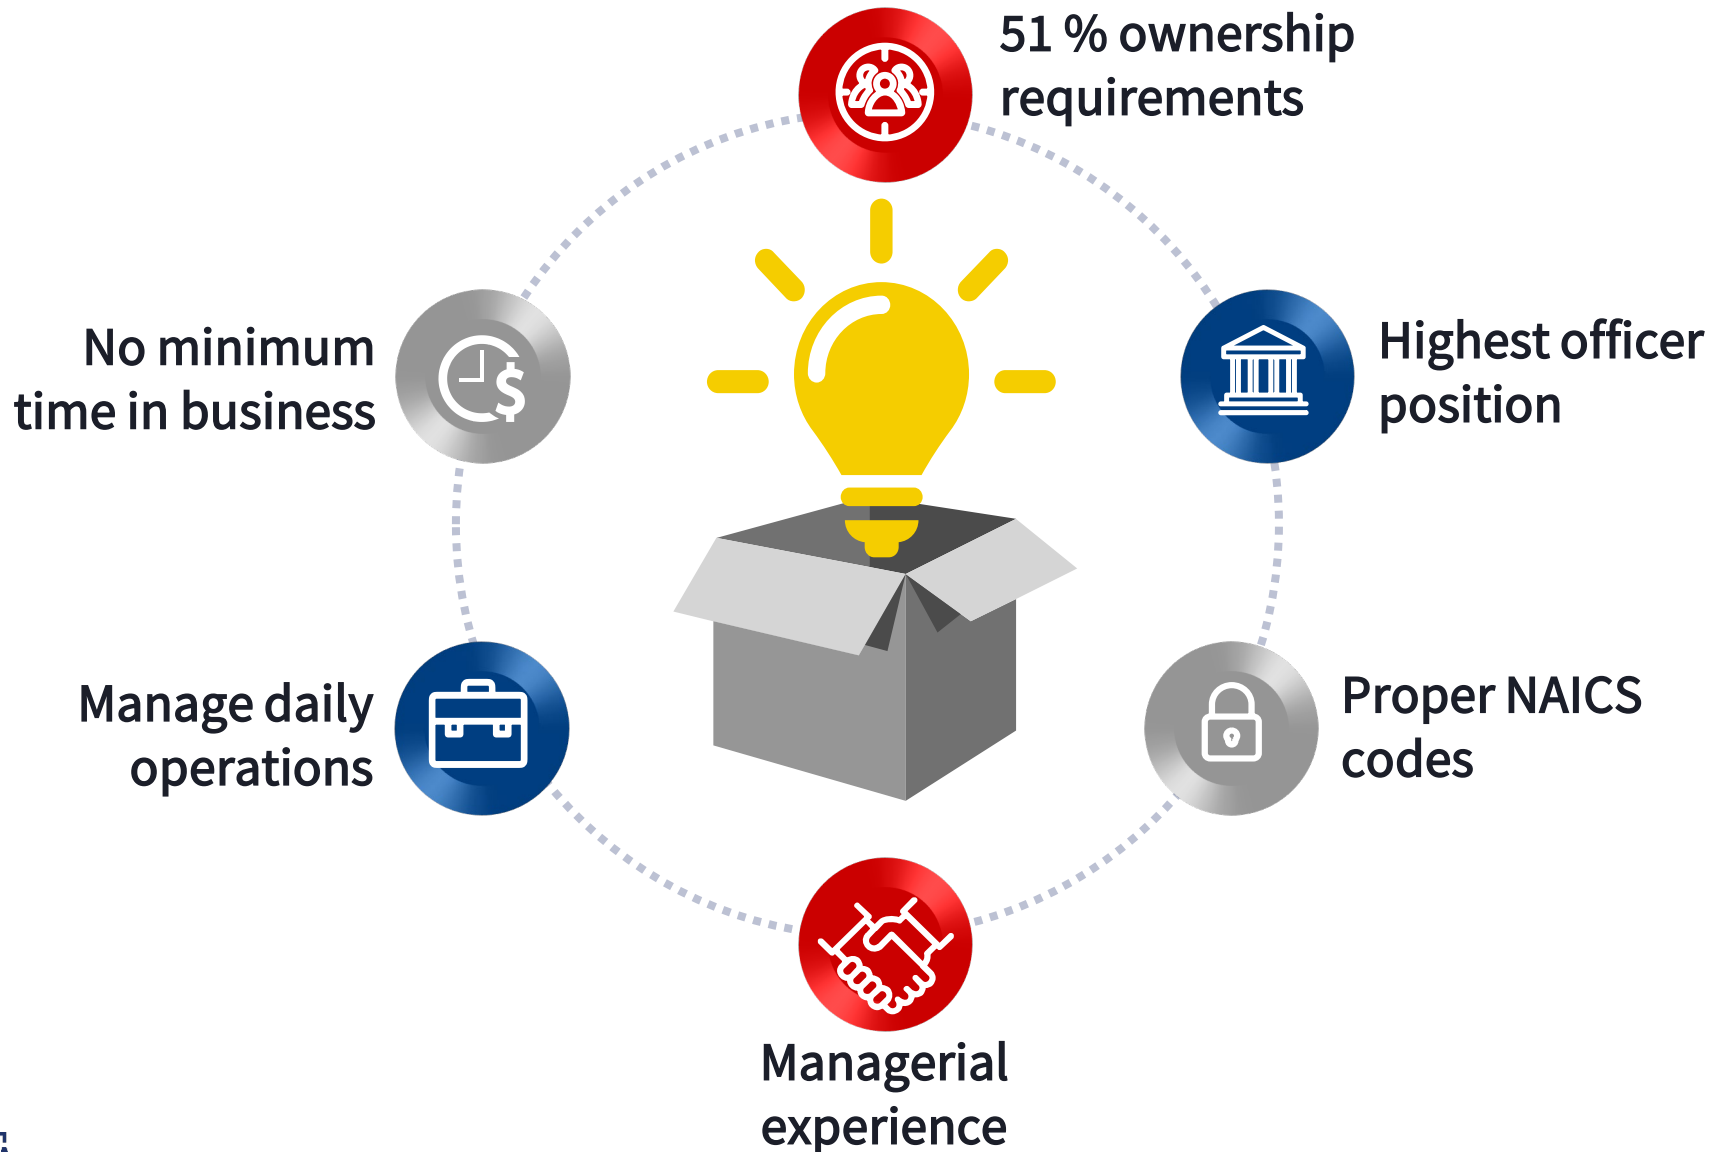 51 % ownership
requirements
Highest officer
position
Proper NAICS
codes
Managerial
experience
Manage daily
operations
No minimum
time in business
$